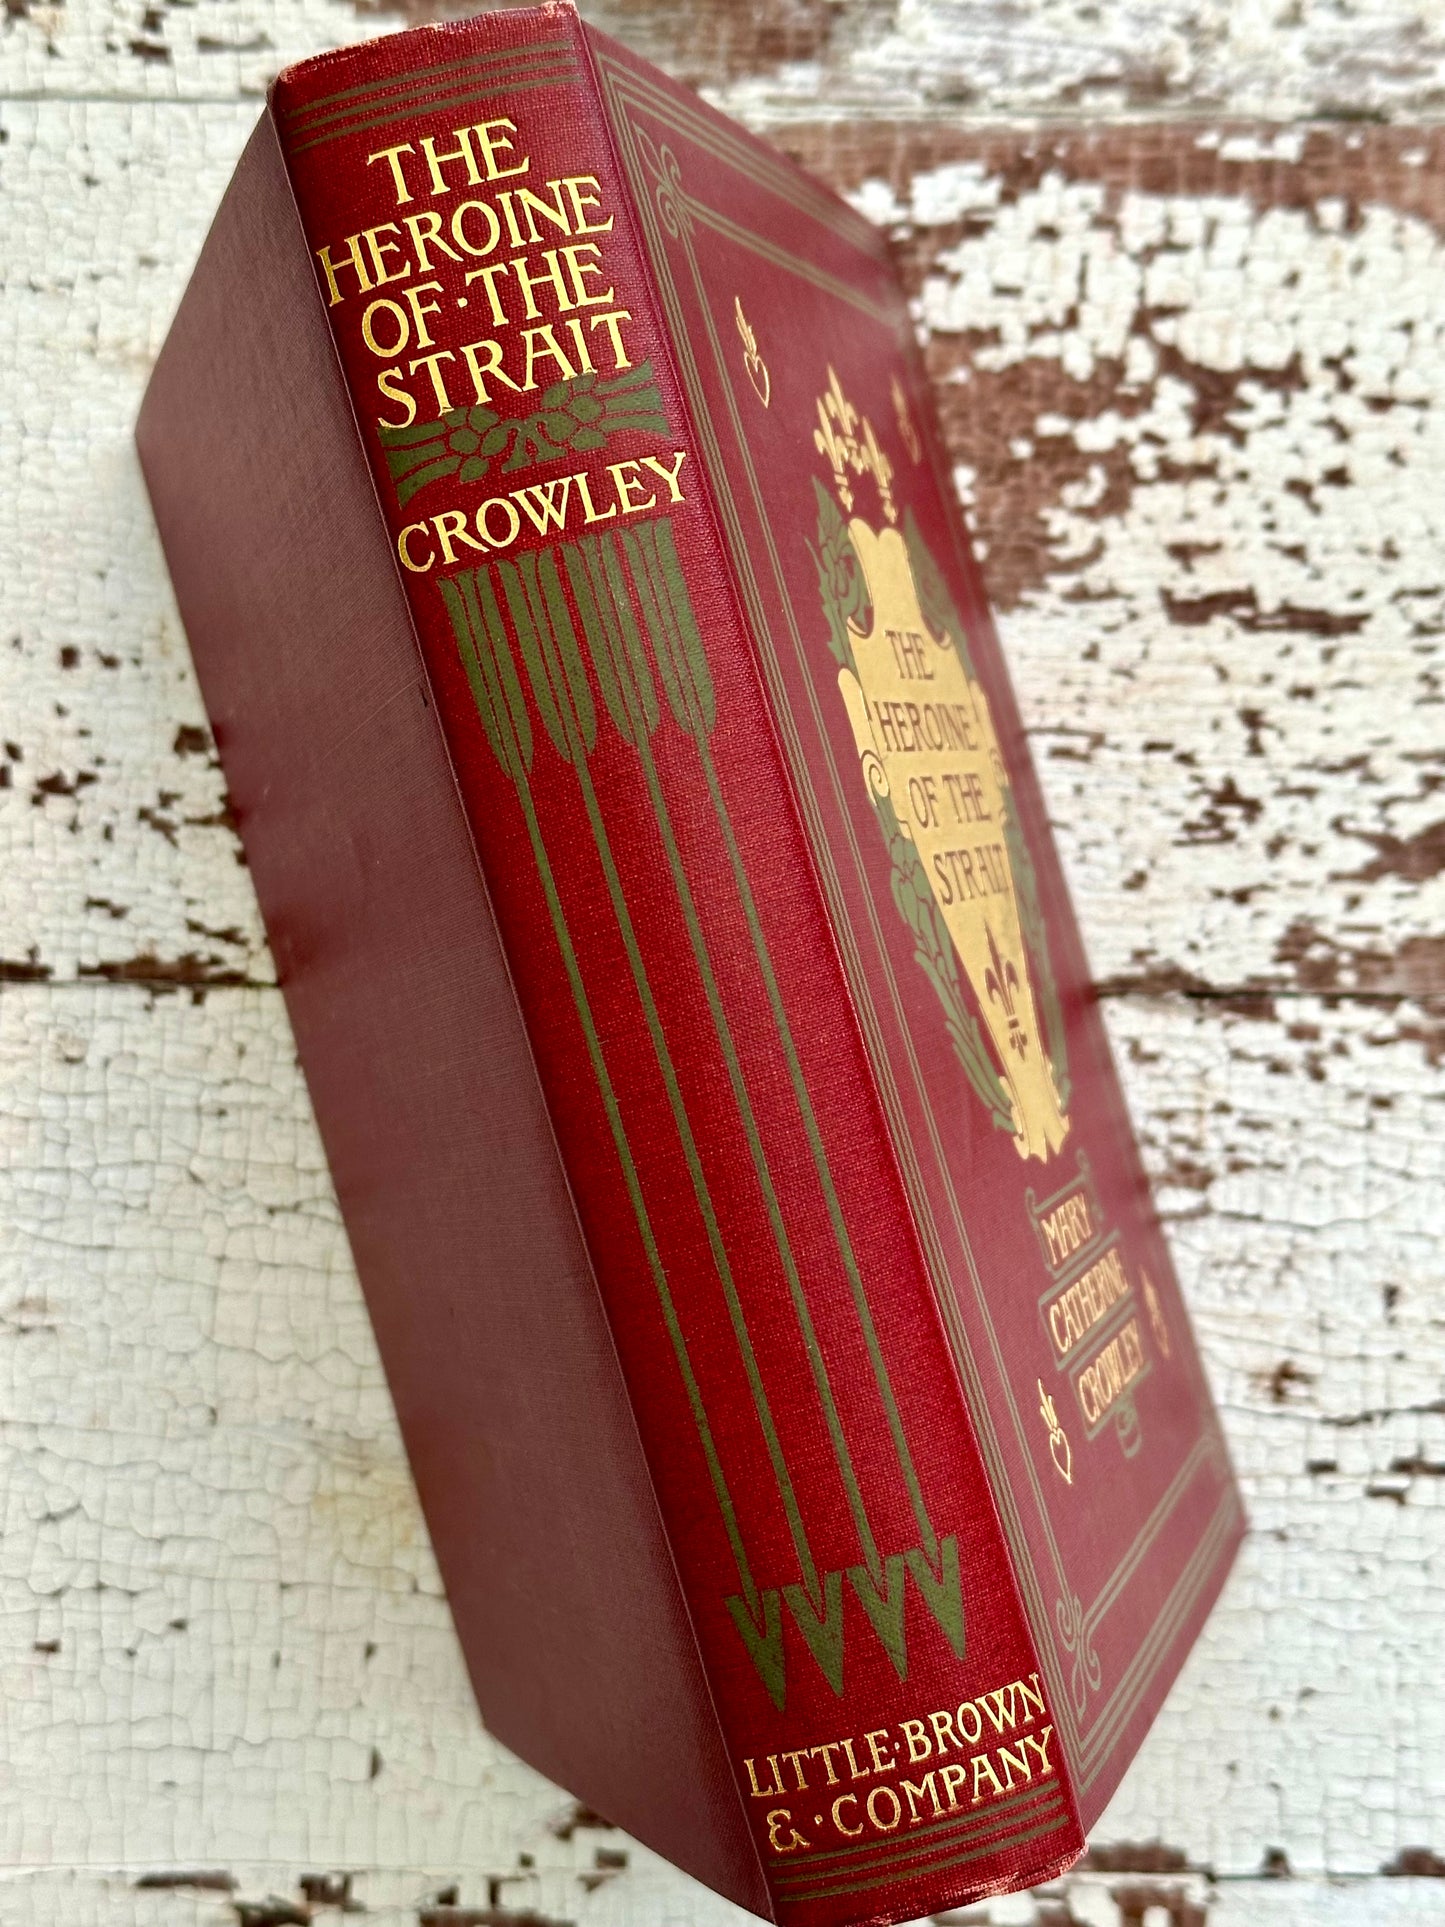 THE
HEROINE
OF·THE
STRAIT
CROWLEY
LITTLE·BROWN
&·COMPANY
THE
HEROINE
OF THE
STRAIT
MARY
CATHERINE
CROWLEY